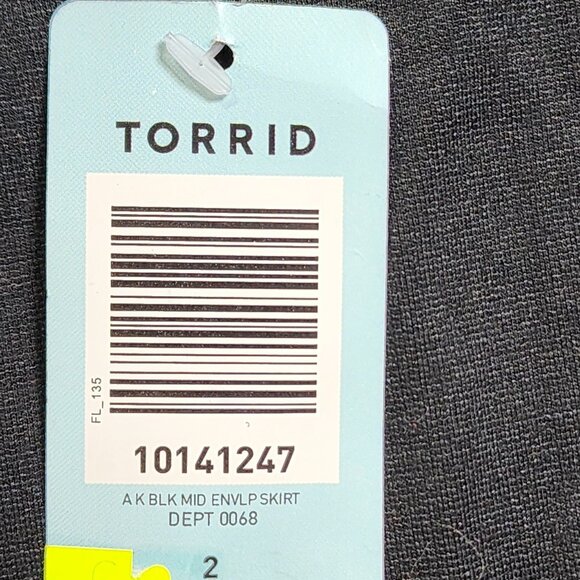 TORRID
FL_135
10141247
A K BLK MID ENVLP SKIRT
DEPT 0068
2